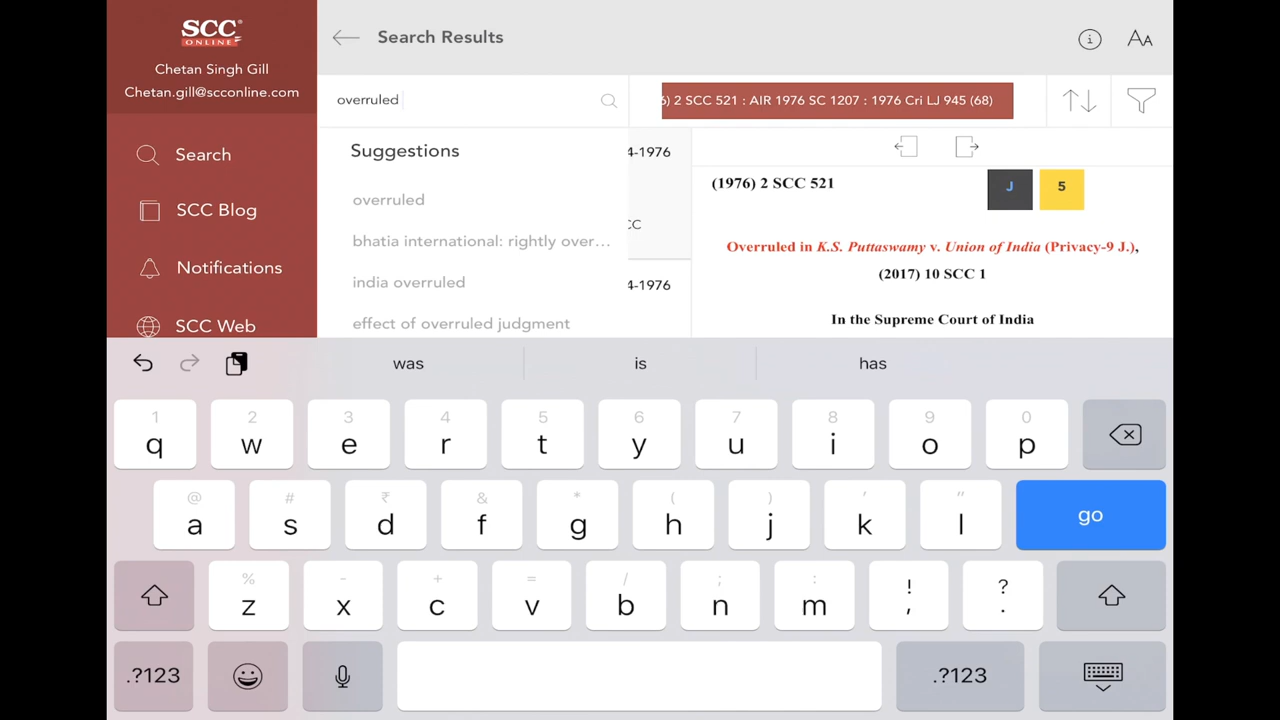 SCC
ONLINE
Chetan Singh Gill
Chetan.gill@scconline.com
Search
SCC Blog
Notifications
SCC Web
Search Results
AA
overruled
6) 2 SCC 521 : AIR 1976 SC 1207 : 1976 Cri LJ 945 (68)
Suggestions
overruled
bhatia international: rightly over...
india overruled
effect of overruled judgment
4-1976
CC
4-1976
(1976) 2 SCC 521
J 5
Overruled in K.S. Puttaswamy v. Union of India (Privacy-9 J.),
(2017) 10 SCC 1
In the Supreme Court of India
was is has
1 2 3 4 5 6 7 8 9 0
q w e r t y u i o p
@ # ₹ & * ( ) ' "
a s d f g h j k l go
% - + = / ; : ! ?
z x c v b n m , .
.?123 .?123